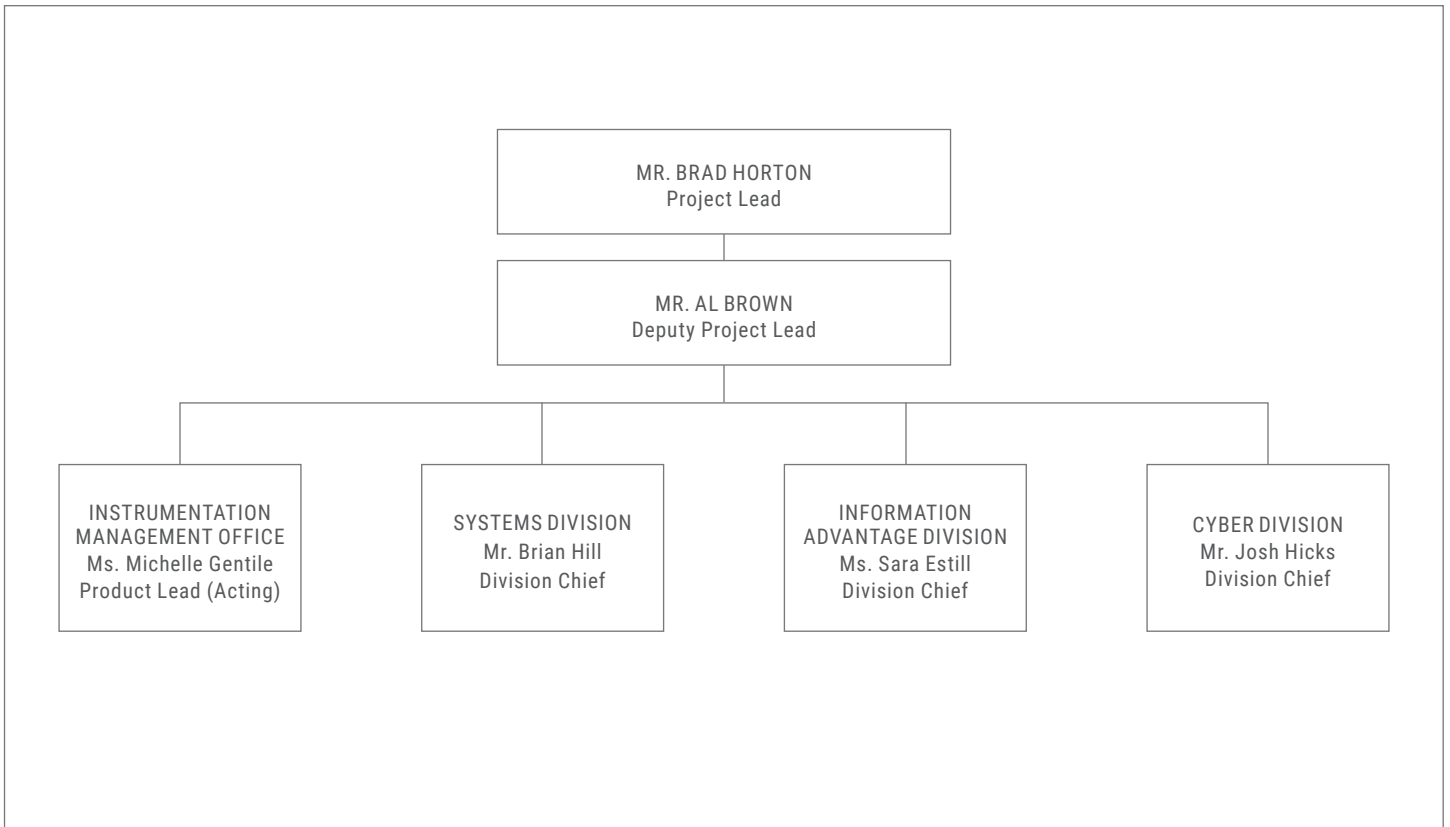 MR. BRAD HORTON
Project Lead
MR. AL BROWN
Deputy Project Lead
INSTRUMENTATION
MANAGEMENT OFFICE
Ms. Michelle Gentile
Product Lead (Acting)
SYSTEMS DIVISION
Mr. Brian Hill
Division Chief
INFORMATION
ADVANTAGE DIVISION
Ms. Sara Estill
Division Chief
CYBER DIVISION
Mr. Josh Hicks
Division Chief